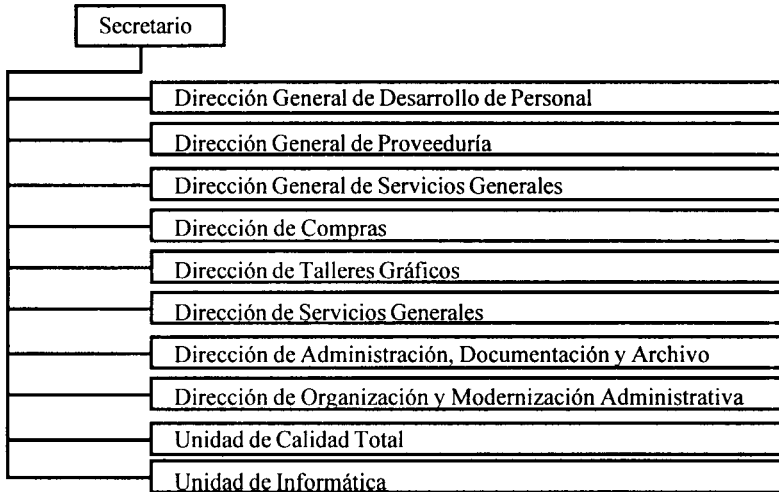 Secretario
Dirección General de Desarrollo de Personal
Dirección General de Proveeduría
Dirección General de Servicios Generales
Dirección de Compras
Dirección de Talleres Gráficos
Dirección de Servicios Generales
Dirección de Administración, Documentación y Archivo
Dirección de Organización y Modernización Administrativa
Unidad de Calidad Total
Unidad de Informática